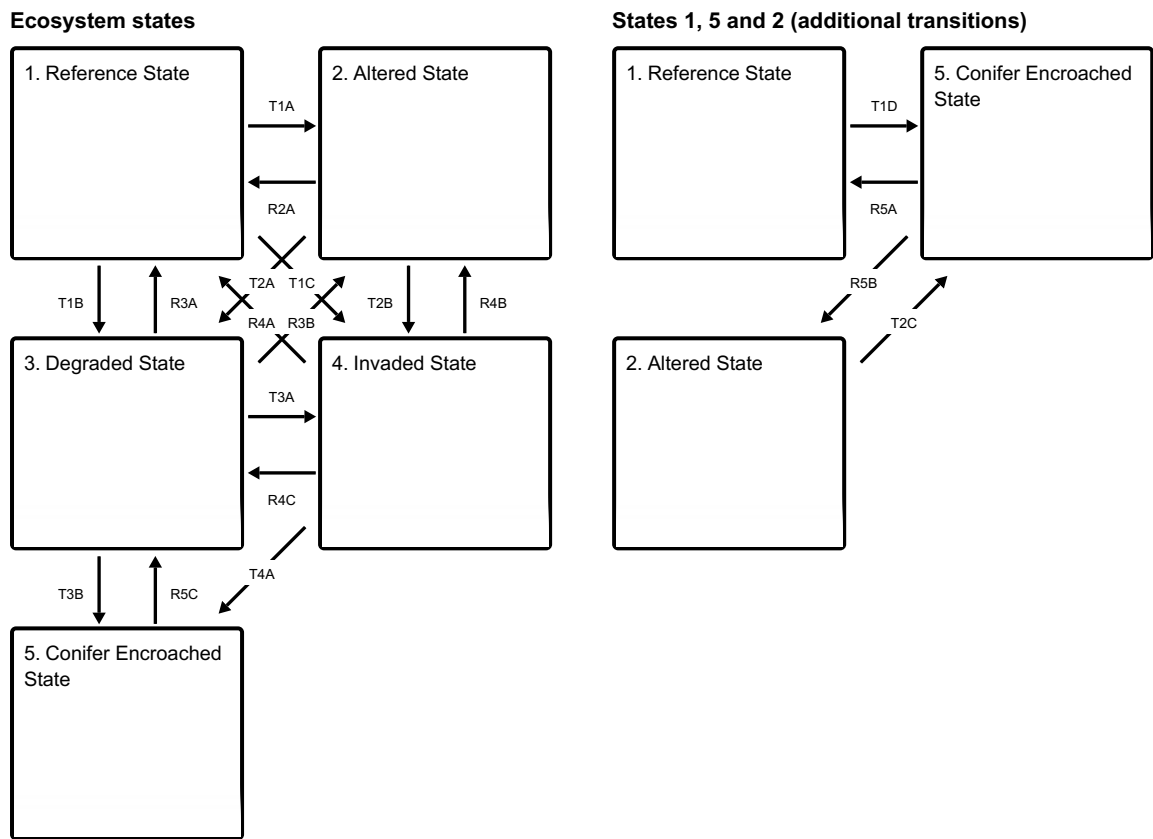 Ecosystem states
1. Reference State
2. Altered State
T1A
R2A
T1B
R3A
T2A
T1C
R4A
R3B
T2B
R4B
3. Degraded State
4. Invaded State
T3A
R4C
T3B
R5C
T4A
5. Conifer Encroached
State
States 1, 5 and 2 (additional transitions)
1. Reference State
5. Conifer Encroached
State
T1D
R5A
R5B
T2C
2. Altered State